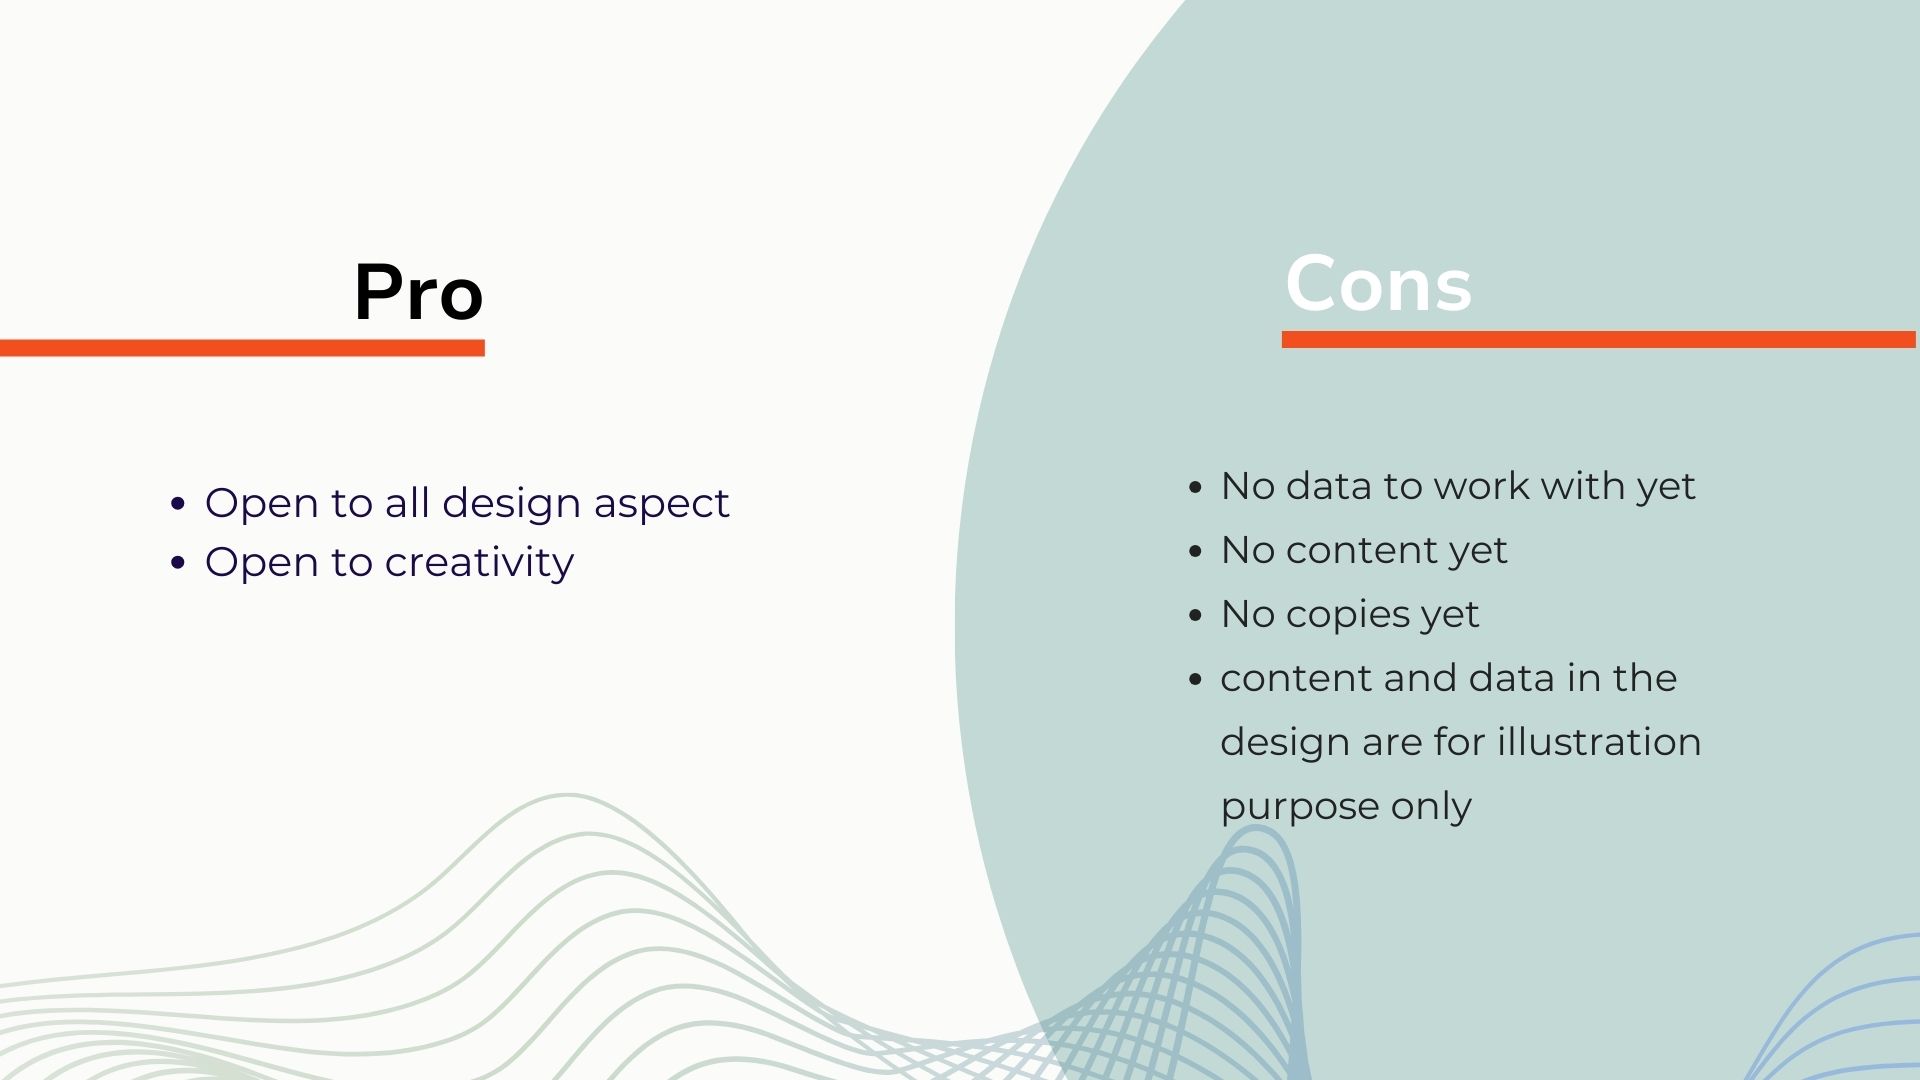 Pro
• Open to all design aspect
• Open to creativity
Cons
• No data to work with yet
• No content yet
• No copies yet
• content and data in the
design are for illustration
purpose only